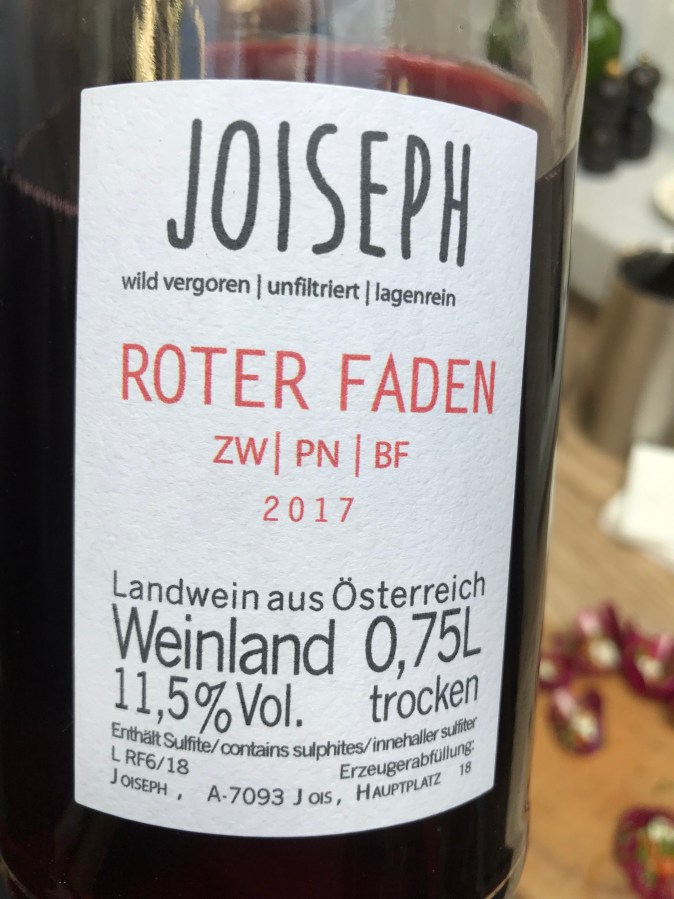 JOISEPH
wild vergoren | unfiltriert | lagenrein
ROTER FADEN
ZW | PN | BF
2017
Landwein aus Österreich
Weinland 0,75L
11,5% Vol. trocken
Enthält Sulfite/contains sulphites/innehaller sulfiter
L RF6/18 Erzeugerabfüllung:
JOISEPH , A-7093 JOIS, HAUPTPLATZ 18